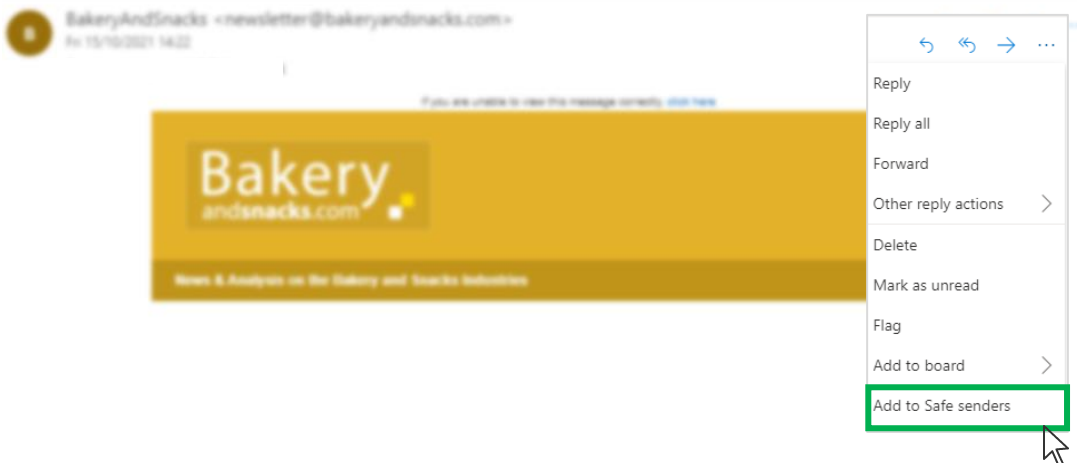 BakeryAndSnacks <newsletter@bakeryandsnacks.com>
Fri 15/10/2021 14:22
If you are unable to view this message correctly, click here
Bakery
andsnacks.com
News & Analysis on the Bakery and Snacks Industries
B
Reply
Reply all
Forward
Other reply actions
Delete
Mark as unread
Flag
Add to board
Add to Safe senders